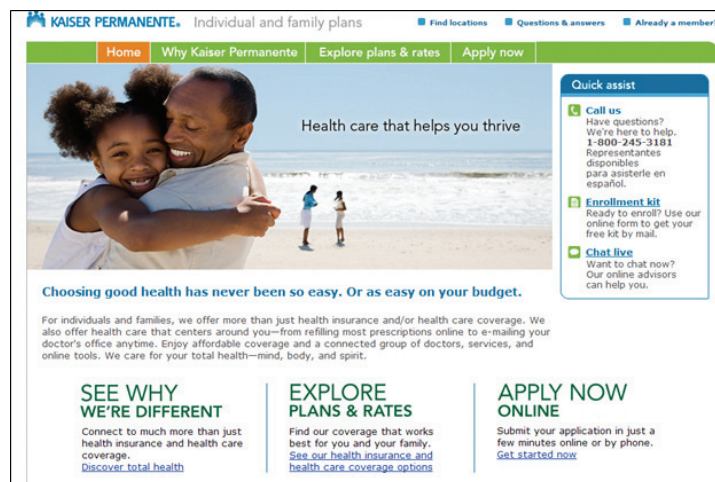 KAISER PERMANENTE® Individual and family plans
Find locations
Questions & answers
Already a member?
Home
Why Kaiser Permanente
Explore plans & rates
Apply now
Health care that helps you thrive
Quick assist
Call us
Have questions?
We're here to help.
1-800-245-3181
Representantes
disponibles
para asisterle en
español.
Enrollment kit
Ready to enroll? Use our
online form to get your
free kit by mail.
Chat live
Want to chat now?
Our online advisors
can help you.
Choosing good health has never been so easy. Or as easy on your budget.
For individuals and families, we offer more than just health insurance and/or health care coverage. We
also offer health care that centers around you—from refilling most prescriptions online to e-mailing your
doctor's office anytime. Enjoy affordable coverage and a connected group of doctors, services, and
online tools. We care for your total health—mind, body, and spirit.
SEE WHY
WE'RE DIFFERENT
Connect to much more than just
health insurance and health care
coverage.
Discover total health
EXPLORE
PLANS & RATES
Find our coverage that works
best for you and your family.
See our health insurance and
health care coverage options
APPLY NOW
ONLINE
Submit your application in just a
few minutes online or by phone.
Get started now